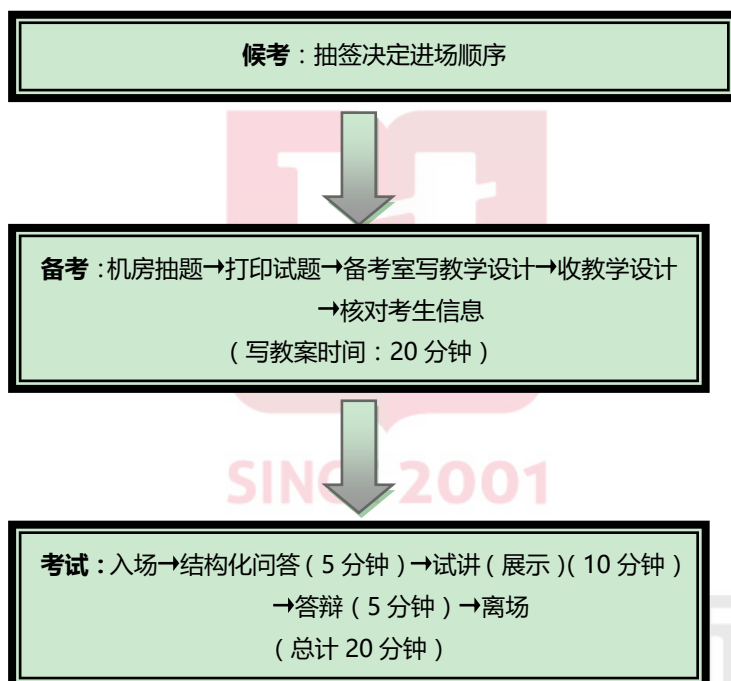 候考：抽签决定进场顺序
备考：机房抽题→打印试题→备考室写教学设计→收教学设计
→核对考生信息
（写教案时间：20 分钟）
SINC 2001
考试：入场→结构化问答（5 分钟）→试讲（展示）（10 分钟）
→答辩（5 分钟）→离场
（总计 20 分钟）